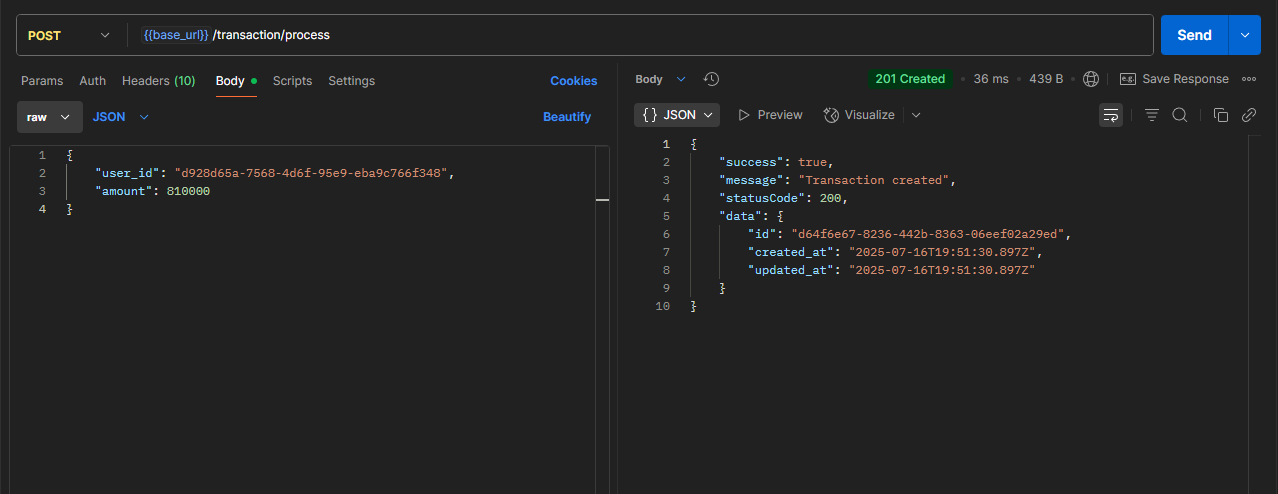 POST {{base_url}} /transaction/process Send
Params Auth Headers (10) Body Scripts Settings Cookies
raw JSON Beautify
1 {
2 "user_id": "d928d65a-7568-4d6f-95e9-eba9c766f348",
3 "amount": 810000
4 }
Body 201 Created • 36 ms • 439 B • e.g. Save Response
{} JSON Preview Visualize
1 {
2 "success": true,
3 "message": "Transaction created",
4 "statusCode": 200,
5 "data": {
6 "id": "d64f6e67-8236-442b-8363-06eef02a29ed",
7 "created_at": "2025-07-16T19:51:30.897Z",
8 "updated_at": "2025-07-16T19:51:30.897Z"
9 }
10 }